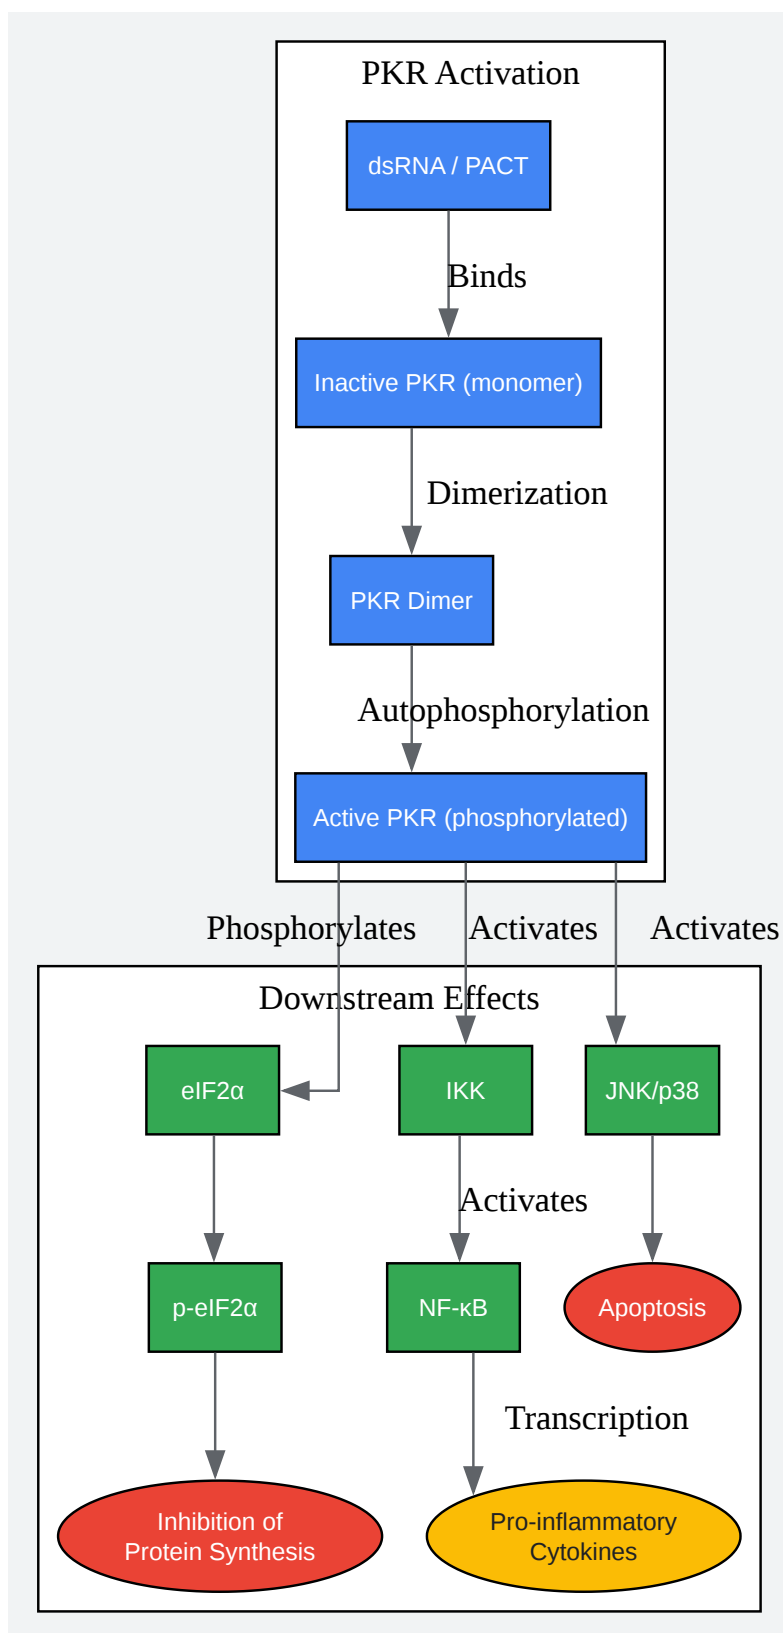 PKR Activation
dsRNA / PACT
Binds
Inactive PKR (monomer)
Dimerization
PKR Dimer
Autophosphorylation
Active PKR (phosphorylated)
Phosphorylates
Activates
Activates
Downstream Effects
eIF2α
IKK
JNK/p38
Activates
p-eIF2α
NF-κB
Apoptosis
Transcription
Inhibition of
Protein Synthesis
Pro-inflammatory
Cytokines